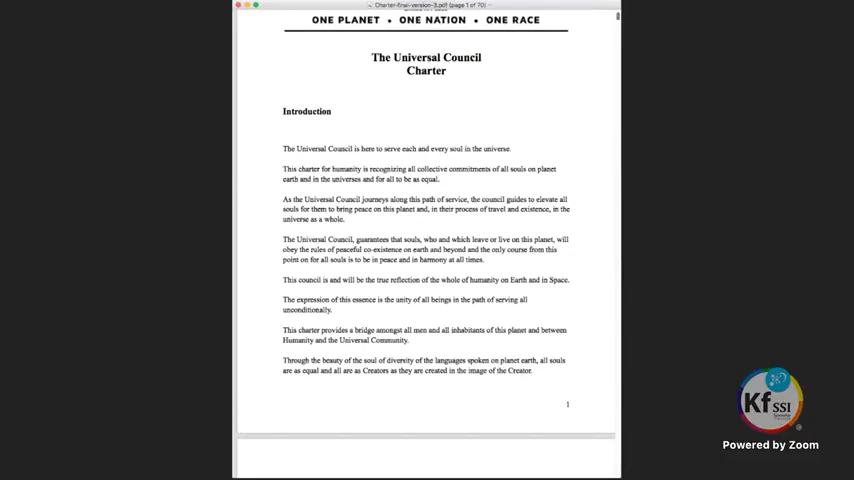 Charter-final-version-3.pdf (page 1 of 70)
ONE PLANET • ONE NATION • ONE RACE
The Universal Council
Charter
Introduction
The Universal Council is here to serve each and every soul in the universe.
This charter for humanity is recognizing all collective commitments of all souls on planet
earth and in the universes and for all to be as equal.
As the Universal Council journeys along this path of service, the council guides to elevate all
souls for them to bring peace on this planet and, in their process of travel and existence, in the
universe as a whole.
The Universal Council, guarantees that souls, who and which leave or live on this planet, will
obey the rules of peaceful co-existence on earth and beyond and the only course from this
point on for all souls is to be in peace and in harmony at all times.
This council is and will be the true reflection of the whole of humanity on Earth and in Space.
The expression of this essence is the unity of all beings in the path of serving all
unconditionally.
This charter provides a bridge amongst all men and all inhabitants of this planet and between
Humanity and the Universal Community.
Through the beauty of the soul of diversity of the languages spoken on planet earth, all souls
are as equal and all are as Creators as they are created in the image of the Creator.
1
Kf SSI
Powered by Zoom